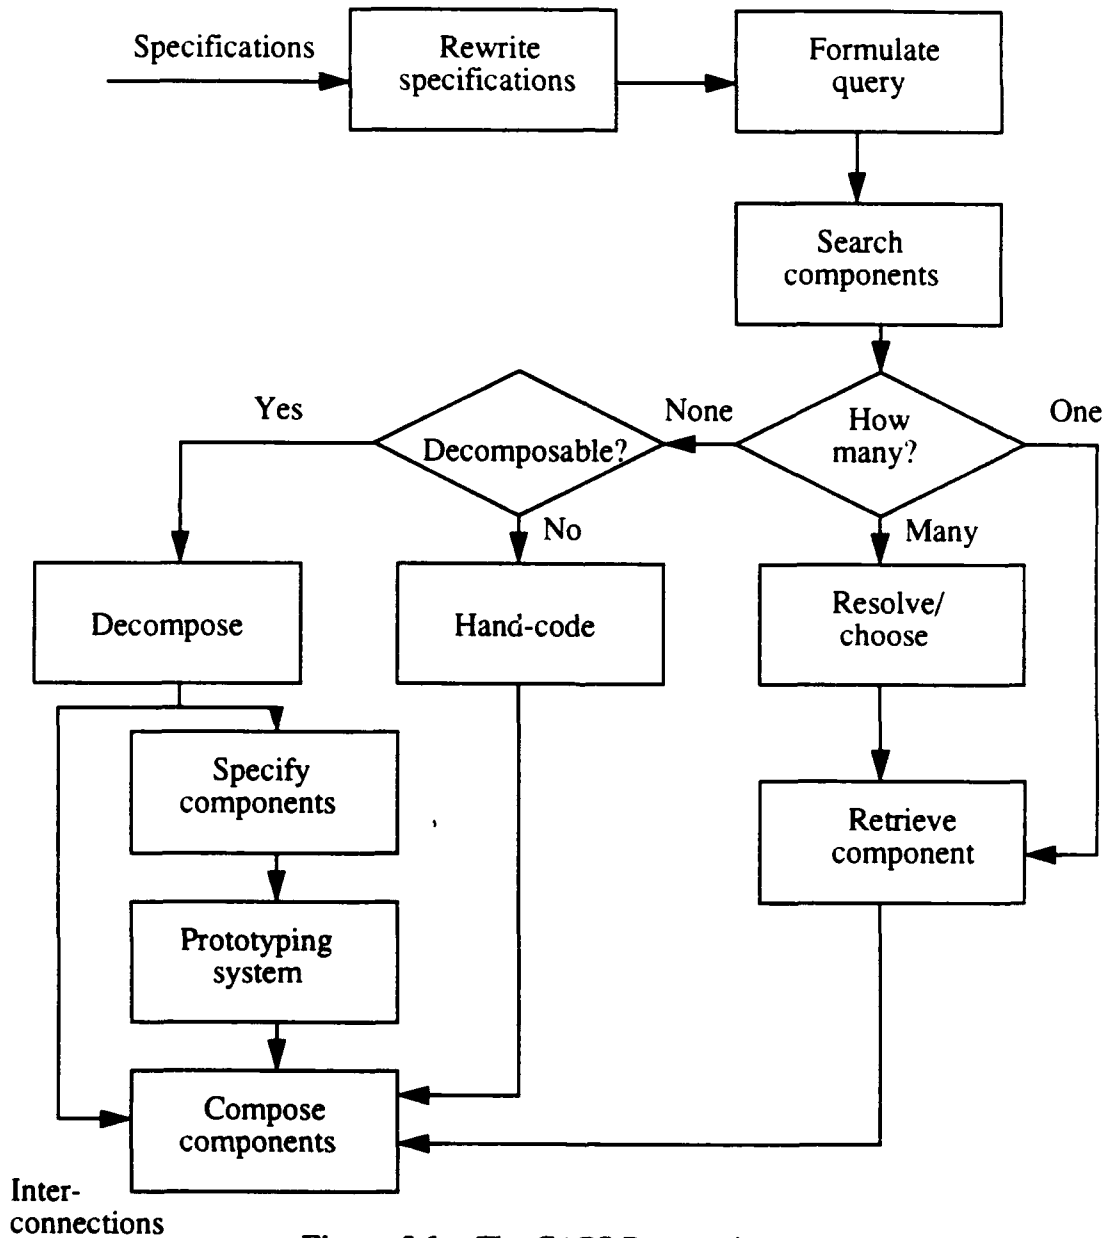 Specifications
Rewrite
specifications
Formulate
query
Search
components
Yes
None
How
many?
One
Decomposable?
No
Many
Decompose
Hand-code
Resolve/
choose
Specify
components
Retrieve
component
Prototyping
system
Compose
components
Inter-
connections